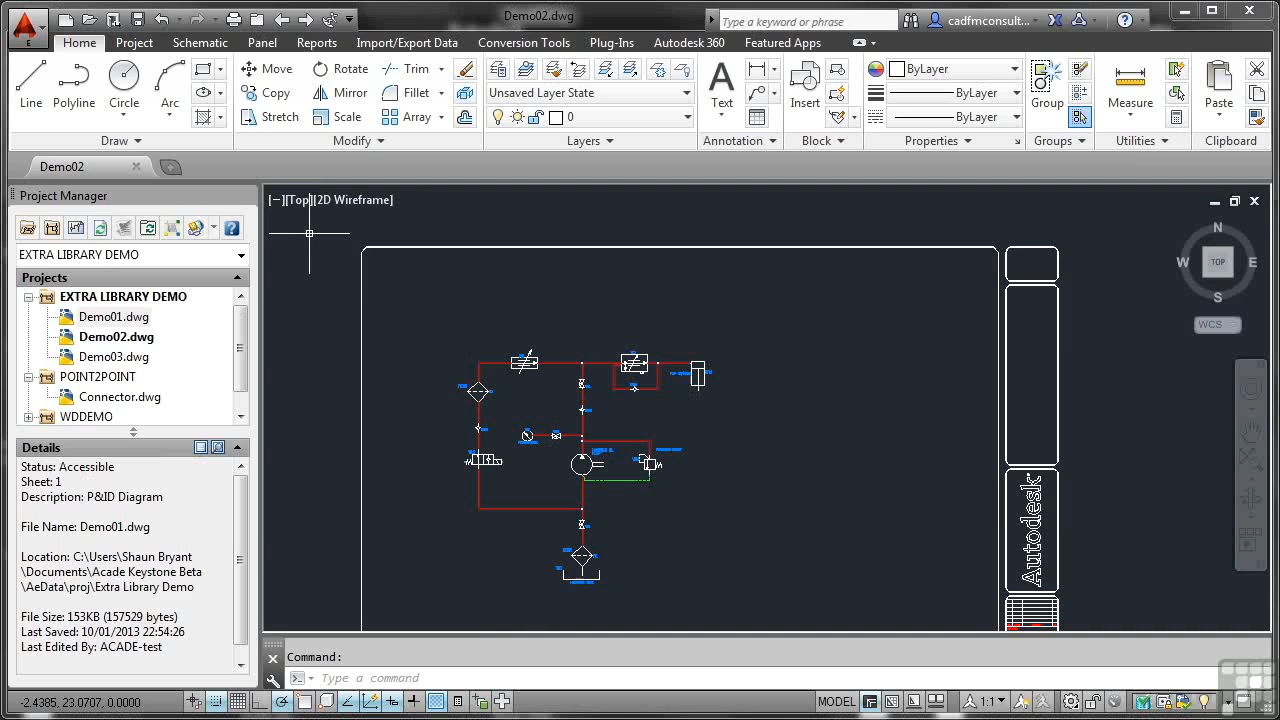 Demo02.dwg
Type a keyword or phrase
cadfmconsult...
E
Home
Project
Schematic
Panel
Reports
Import/Export Data
Conversion Tools
Plug-Ins
Autodesk 360
Featured Apps
Line
Polyline
Circle
Arc
Move
Rotate
Trim
Copy
Mirror
Fillet
Stretch
Scale
Array
Unsaved Layer State
0
Text
Insert
ByLayer
ByLayer
ByLayer
Group
Measure
Paste
Draw
Modify
Layers
Annotation
Block
Properties
Groups
Utilities
Clipboard
Demo02
Project Manager
EXTRA LIBRARY DEMO
Projects
EXTRA LIBRARY DEMO
Demo01.dwg
Demo02.dwg
Demo03.dwg
POINT2POINT
Connector.dwg
WDDEMO
Details
Status: Accessible
Sheet: 1
Description: P&ID Diagram
File Name: Demo01.dwg
Location: C:\Users\Shaun Bryant
\Documents\Acade Keystone Beta
\AeData\proj\Extra Library Demo
File Size: 153KB (157529 bytes)
Last Saved: 10/01/2013 22:54:26
Last Edited By: ACADE-test
[−][Top][2D Wireframe]
N
W
TOP
E
S
WCS
Autodesk
Command:
Type a command
-2.4385, 23.0707, 0.0000
MODEL
1:1